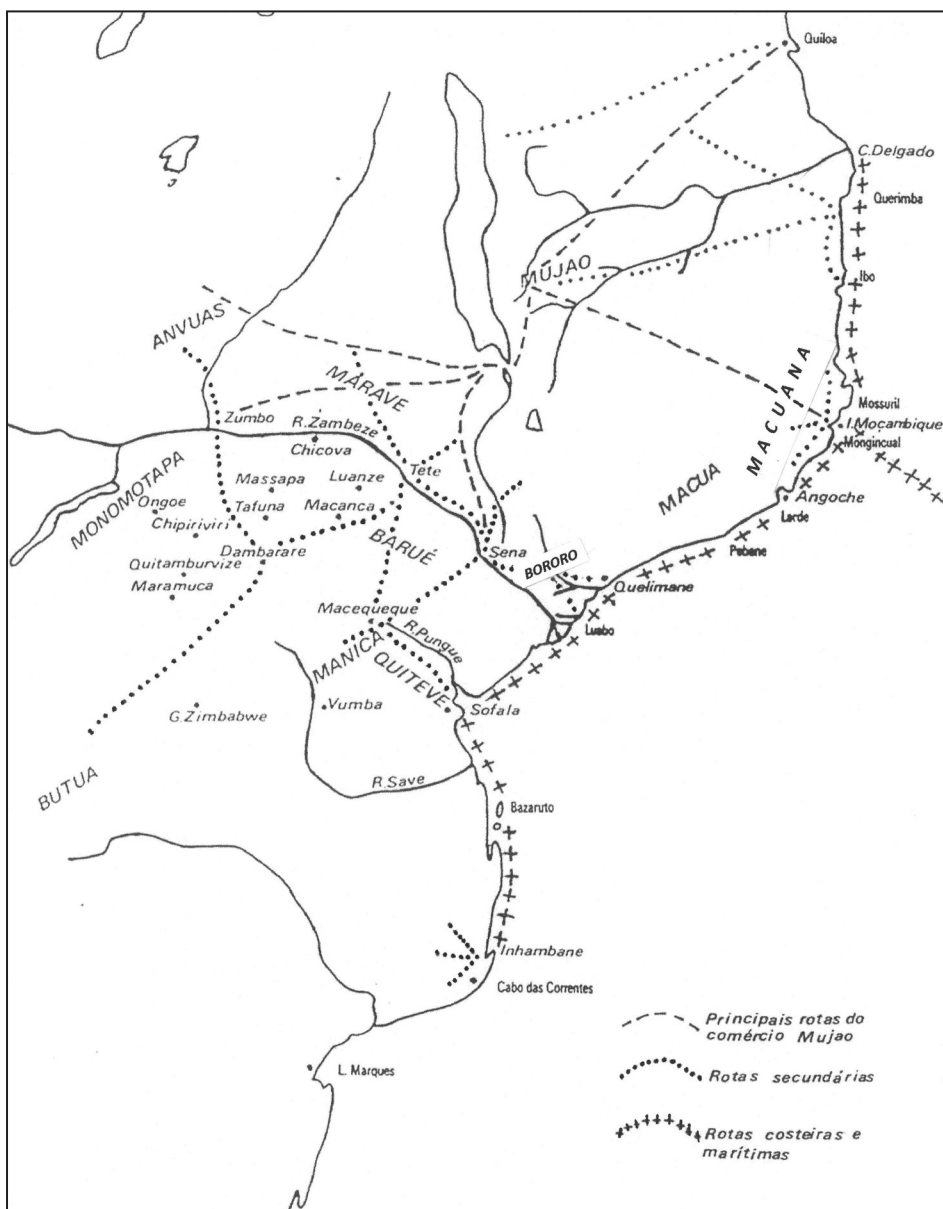 Quiloa
C.Delgado
Querimba
MUJAO
Ibo
ANVUAS
MARAVE
MACUANA
Mossuril
Zumbo
R.Zambeze
I.Moçambique
Chicova
Mongincual
Tete
MACUA
Massapa
Luanze
Angoche
MONOMOTAPA
Ongoe
Tafuna
Macanca
Larde
Chipiriviri
BARUÉ
Pebane
Dambarare
Sena
Quitamburvize
BORORO
Quelimane
Maramuca
Macequeque
Luabo
R.Pungue
MANICA
QUITEVE
G.Zimbabwe
Vumba
Sofala
BUTUA
R.Save
Bazaruto
Inhambane
Cabo das Correntes
L. Marques
Principais rotas do
comércio Mujao
Rotas secundárias
Rotas costeiras e
marítimas